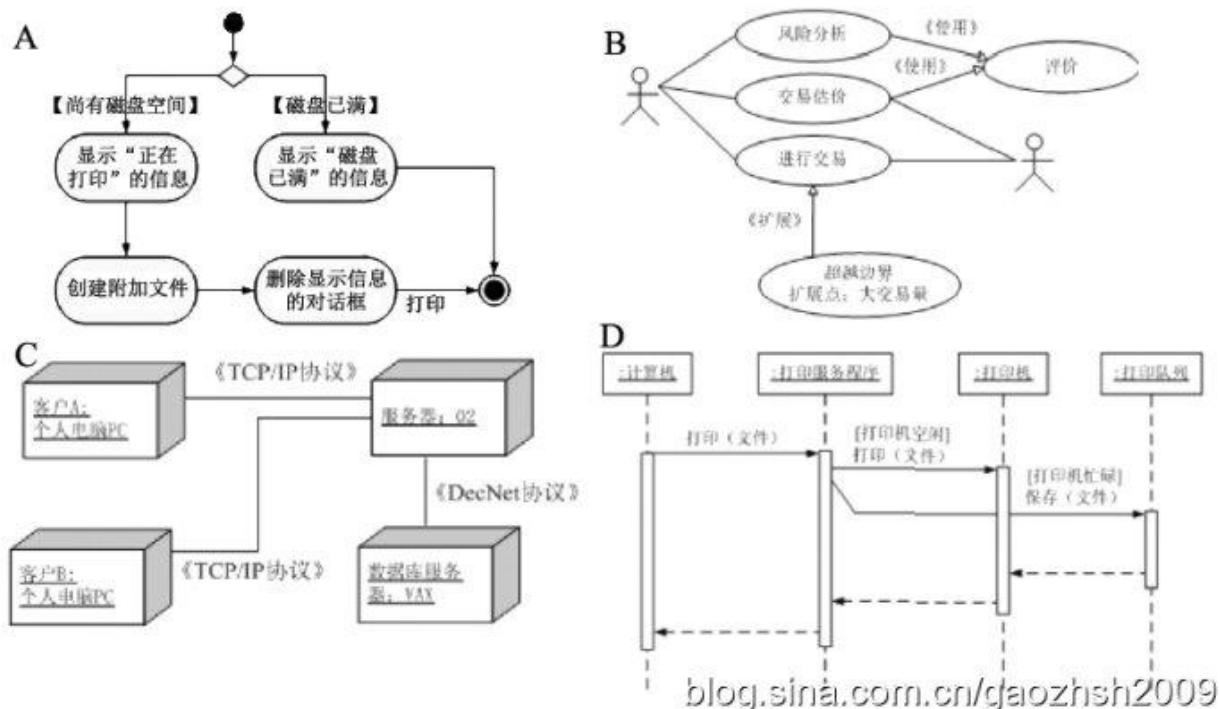 A
【尚有磁盘空间】
【磁盘已满】
显示“正在
打印”的信息
显示“磁盘
已满”的信息
创建附加文件
删除显示信息
的对话框
打印
B
风险分析
《使用》
《使用》
评价
交易估价
进行交易
《扩展》
超越边界
扩展点：大交易量
C
《TCP/IP协议》
客户A:
个人电脑PC
服务器：02
《DecNet协议》
客户B:
个人电脑PC
《TCP/IP协议》
数据库服务
器：VAX
D
:计算机
:打印服务程序
:打印机
:打印队列
打印（文件）
[打印机空闲]
打印（文件）
[打印机忙碌]
保存（文件）
blog.sina.com.cn/gaozhsh2009